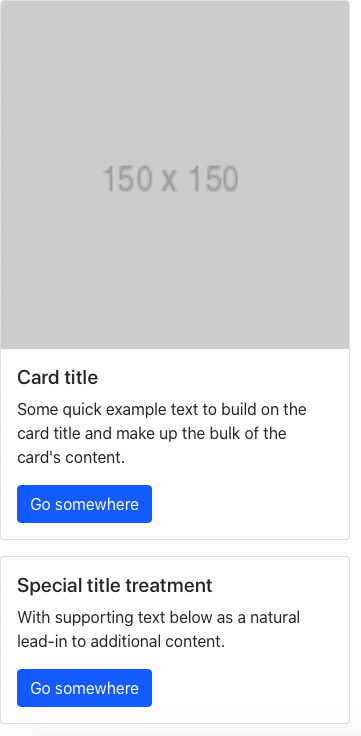 150 x 150
Card title
Some quick example text to build on the
card title and make up the bulk of the
card's content.
Go somewhere
Special title treatment
With supporting text below as a natural
lead-in to additional content.
Go somewhere